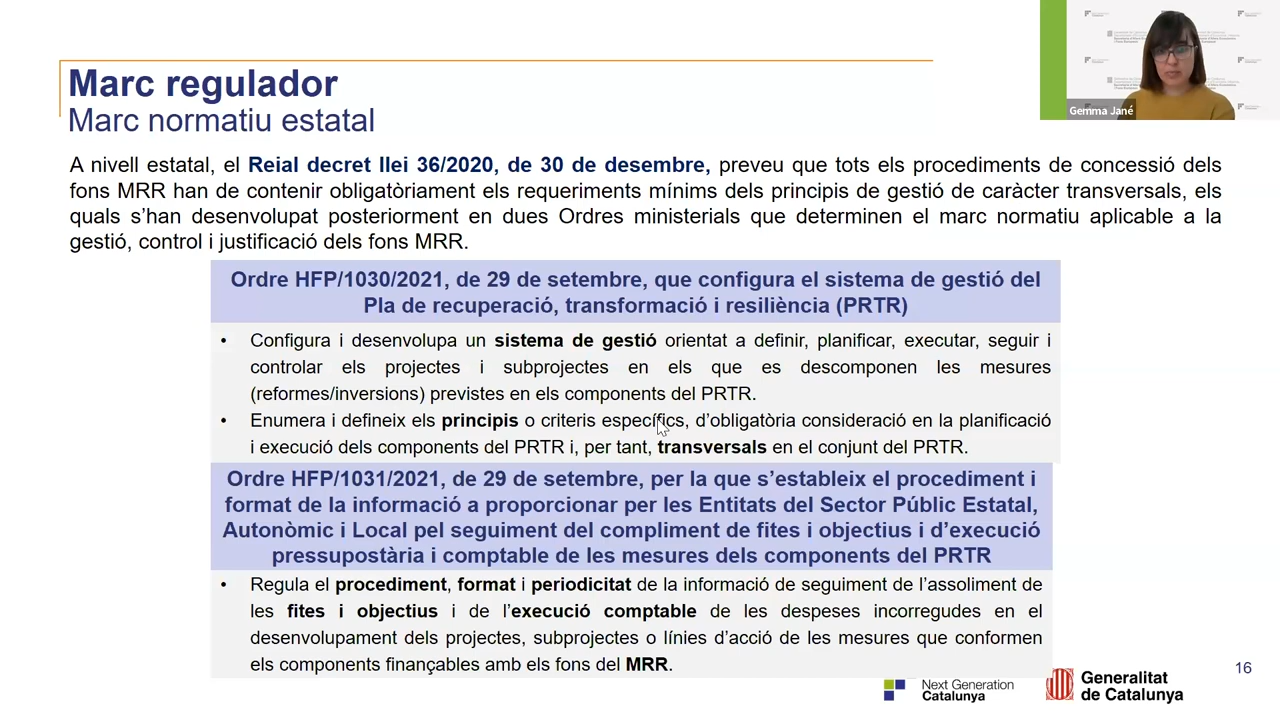 Gemma Jané
Marc regulador
Marc normatiu estatal
A nivell estatal, el Reial decret llei 36/2020, de 30 de desembre, preveu que tots els procediments de concessió dels
fons MRR han de contenir obligatòriament els requeriments mínims dels principis de gestió de caràcter transversals, els
quals s’han desenvolupat posteriorment en dues Ordres ministerials que determinen el marc normatiu aplicable a la
gestió, control i justificació dels fons MRR.
Ordre HFP/1030/2021, de 29 de setembre, que configura el sistema de gestió del
Pla de recuperació, transformació i resiliència (PRTR)
• Configura i desenvolupa un sistema de gestió orientat a definir, planificar, executar, seguir i
controlar els projectes i subprojectes en els que es descomponen les mesures
(reformes/inversions) previstes en els components del PRTR.
• Enumera i defineix els principis o criteris específics, d’obligatòria consideració en la planificació
i execució dels components del PRTR i, per tant, transversals en el conjunt del PRTR.
Ordre HFP/1031/2021, de 29 de setembre, per la que s’estableix el procediment i
format de la informació a proporcionar per les Entitats del Sector Públic Estatal,
Autonòmic i Local pel seguiment del compliment de fites i objectius i d’execució
pressupostària i comptable de les mesures dels components del PRTR
• Regula el procediment, format i periodicitat de la informació de seguiment de l’assoliment de
les fites i objectius i de l’execució comptable de les despeses incorregudes en el
desenvolupament dels projectes, subprojectes o línies d’acció de les mesures que conformen
els components finançables amb els fons del MRR.
16
Next Generation
Catalunya
Generalitat
de Catalunya